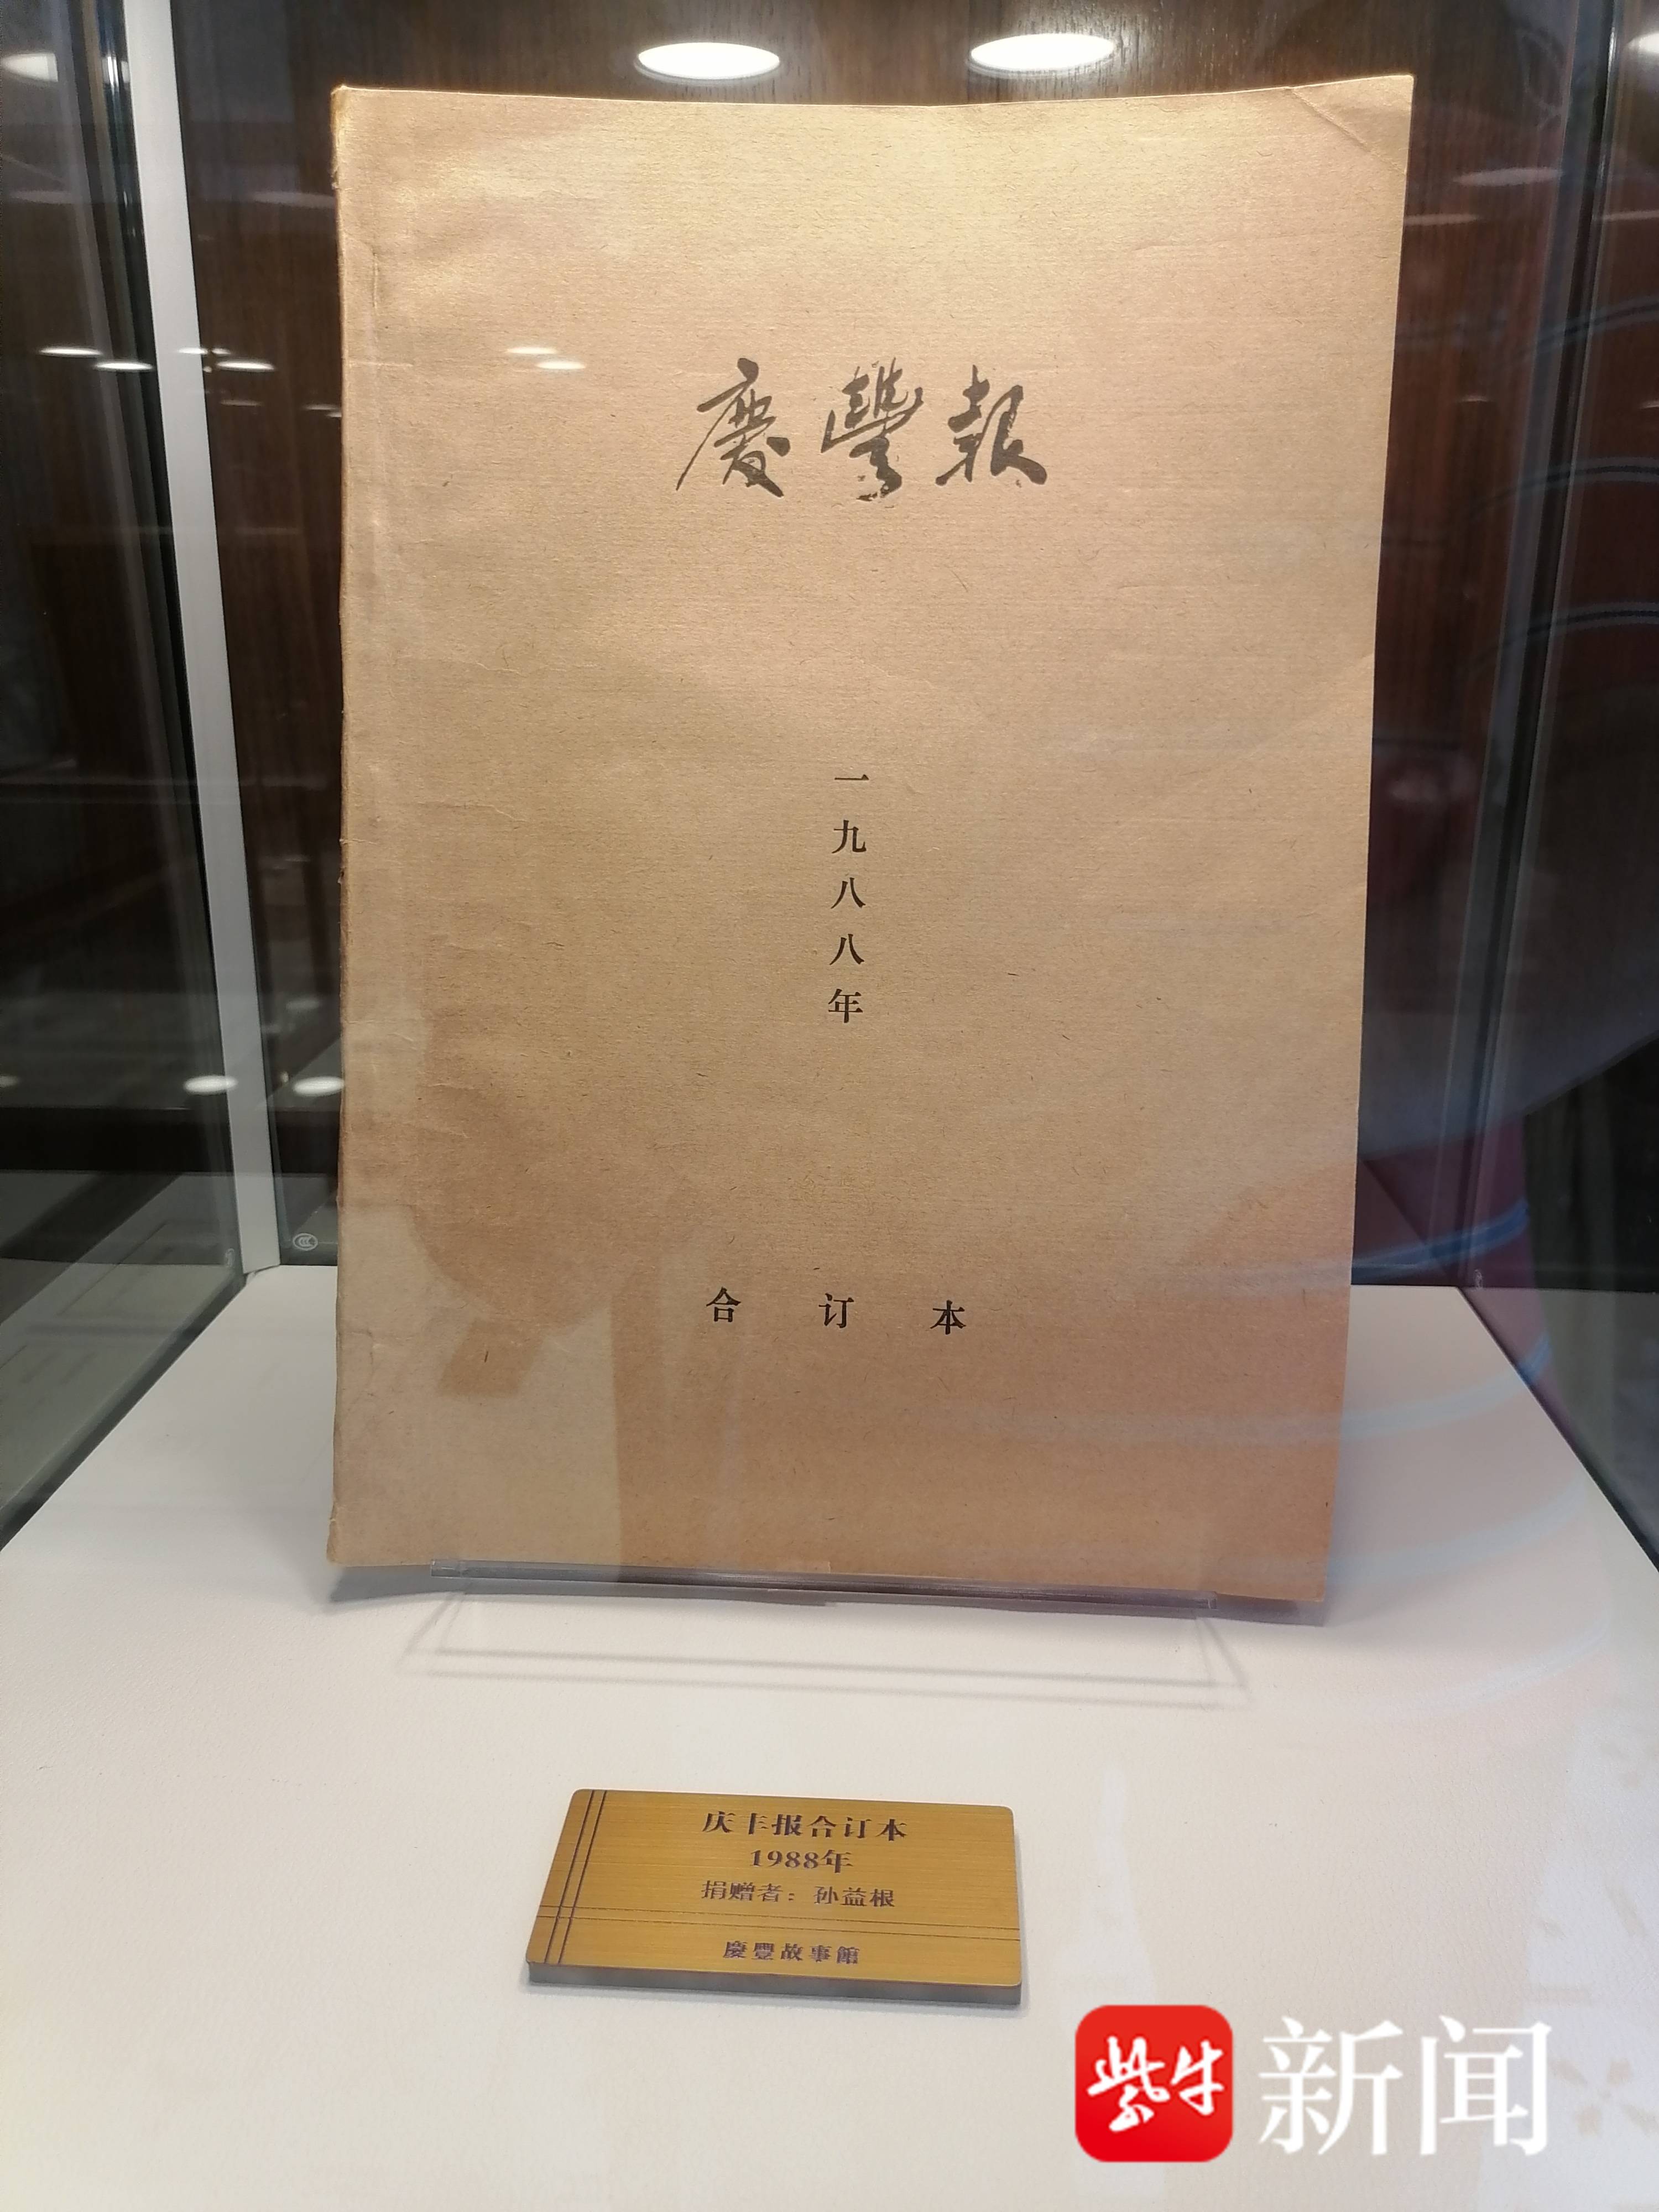 慶豐報
一九八八年
合订本
庆丰报合订本
1988年
捐赠者：孙益根
慶豐故事館
紫牛新闻